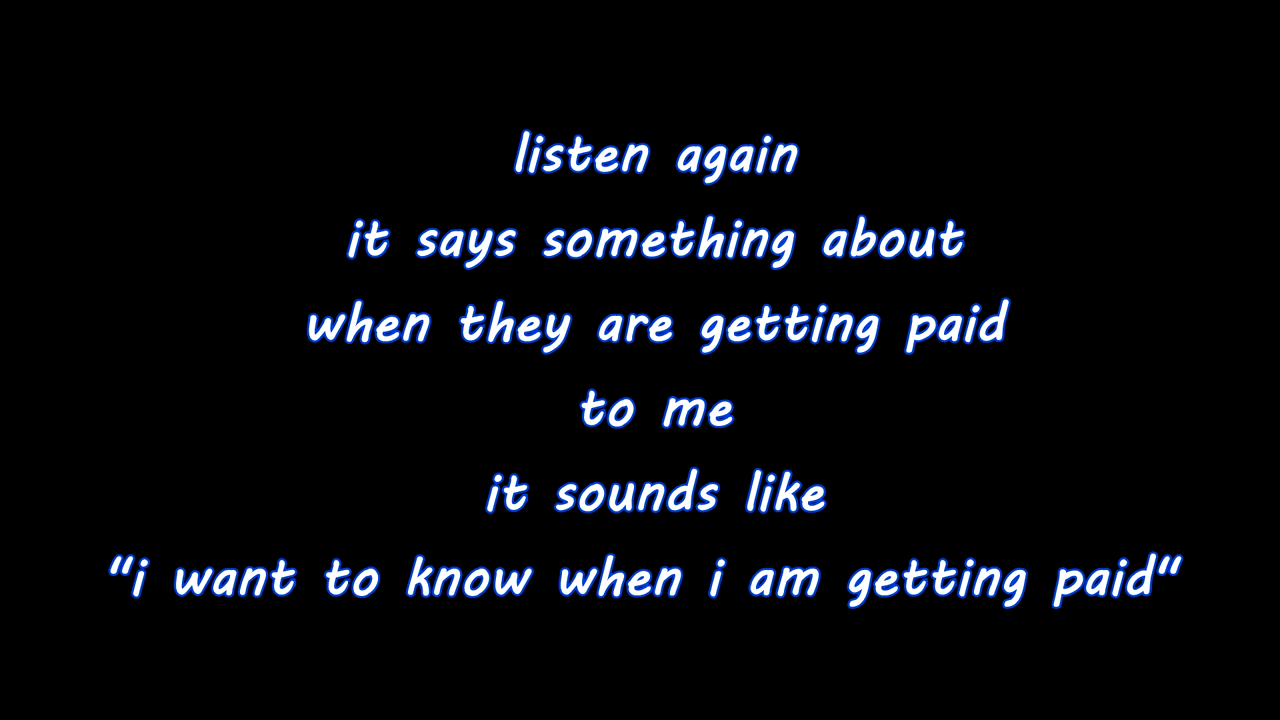 listen again
it says something about
when they are getting paid
to me
it sounds like
“i want to know when i am getting paid“